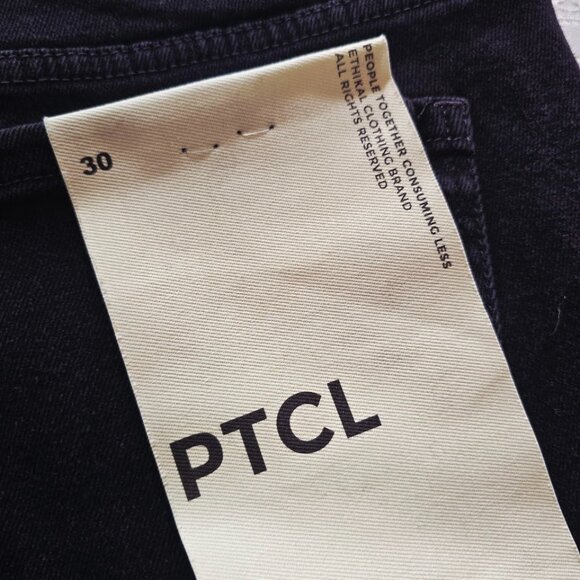 30
PEOPLE TOGETHER CONSUMING LESS
ETHIKAL CLOTHING BRAND
ALL RIGHTS RESERVED
PTCL